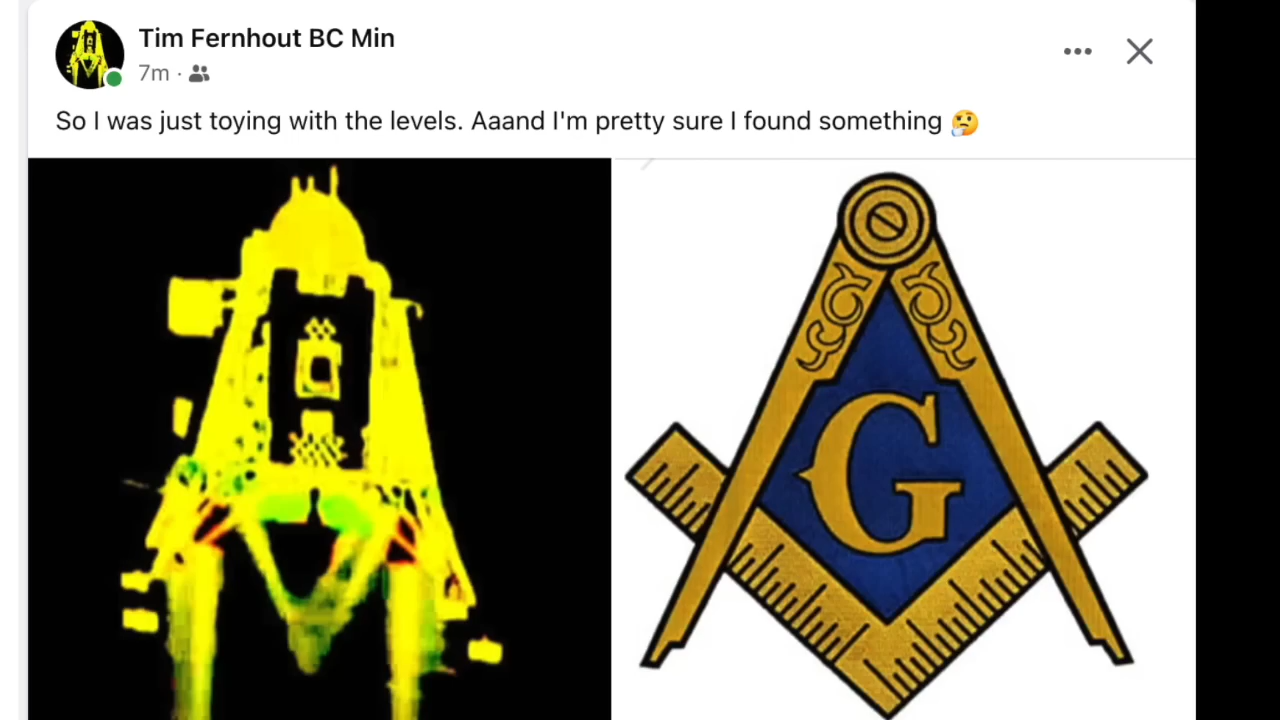 Tim Fernhout BC Min
7m ·
So I was just toying with the levels. Aaand I'm pretty sure I found something 🤔
G